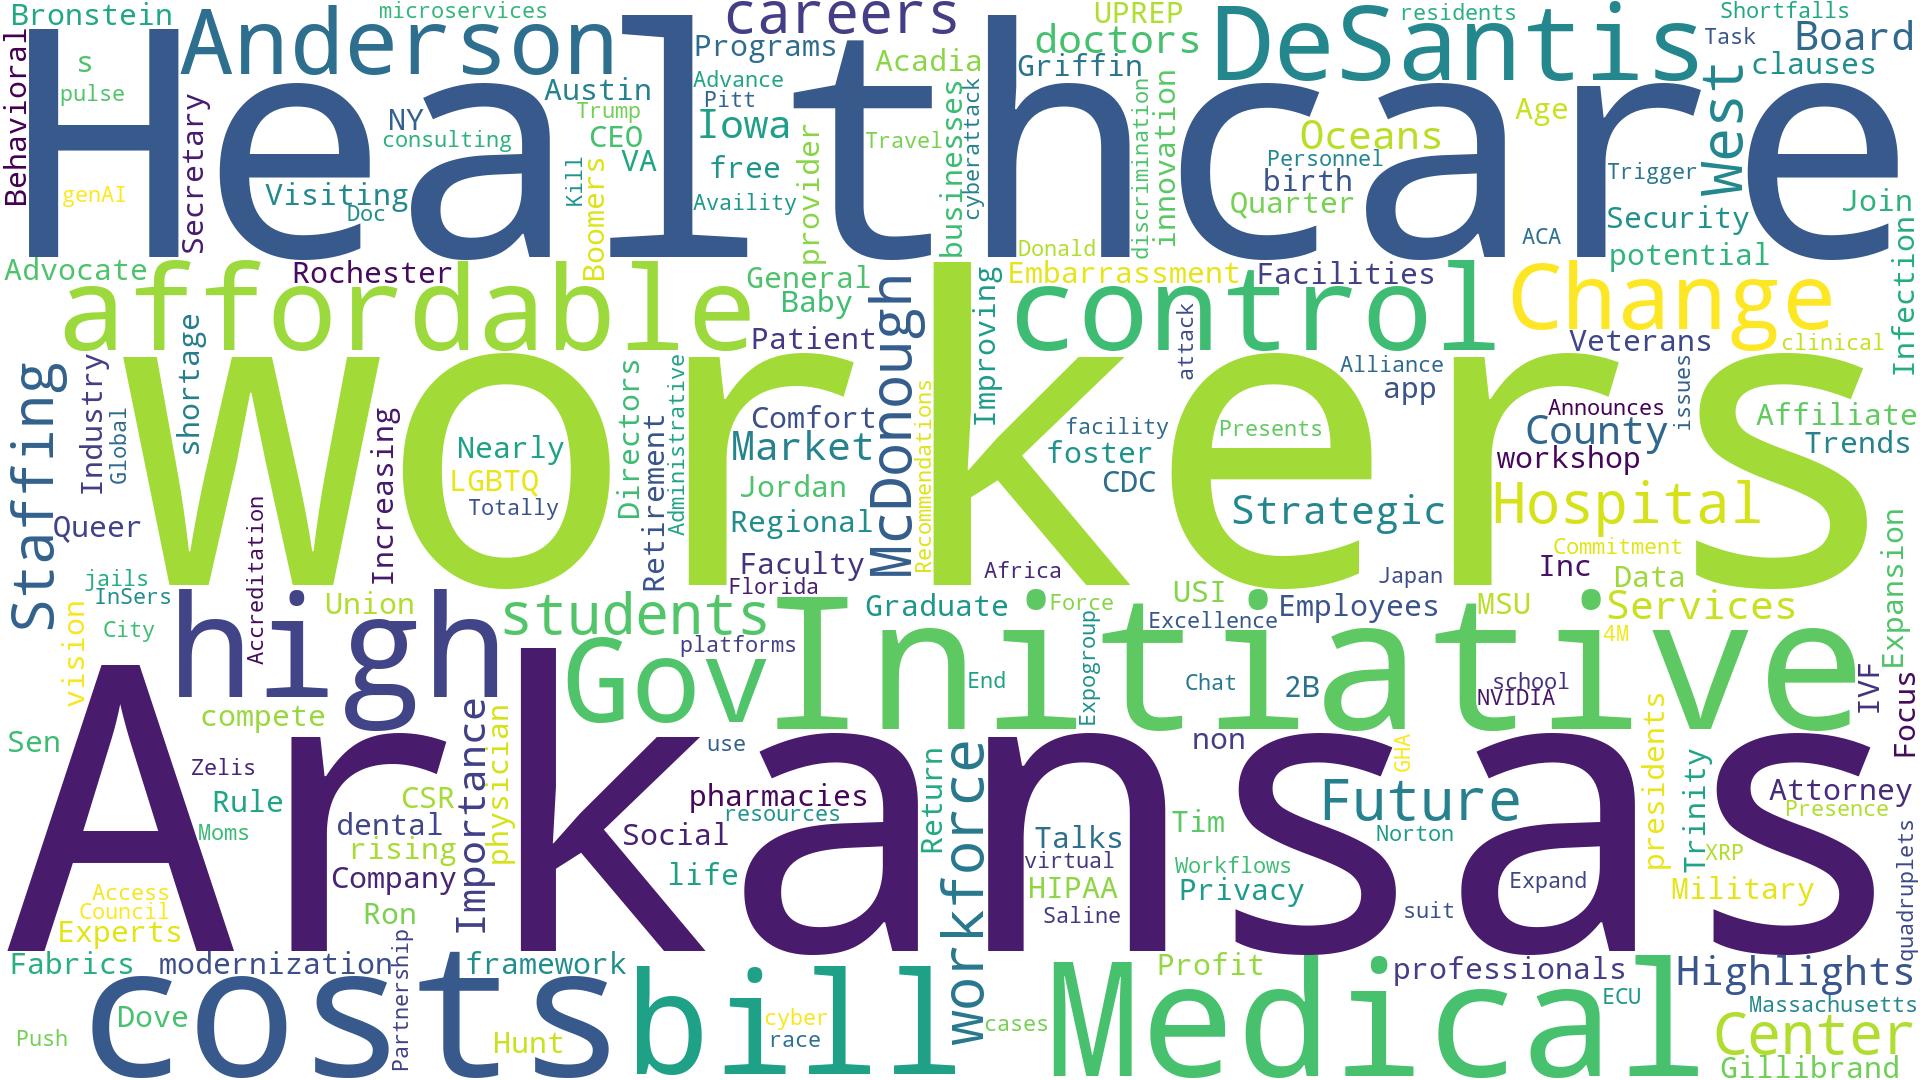 Bronstein
microservices
careers
UPREP
residents
Shortfalls
Healthcare
Anderson
DeSantis
Task
Board
Behavioral
s
Programs
doctors
Acadia
Griffin
clauses
pulse
Secretary
NY
consulting
Austin
Trump
CEO
VA
Advance
Pitt
Iowa
Travel
businesses
cyberattack
discrimination
innovation
Oceans
Age
West
genAI
Visiting
Doc
Kill
Boomers
free
Availity
provider
Personnel
birth
Quarter
Trigger
Security
Join
ACA
potential
Donald
Infection
Advocate
Rochester
General
Baby
Embarrassment
Facilities
affordable
control
Change
workers
Patient
McDonough
Improving
attack
Veterans
clinical
Staffing
Industry
Global
shortage
Increasing
Nearly
LGBTQ
Totally
Directors
Retirement
Administrative
Comfort
Market
Jordan
Regional
Faculty
Recommendations
facility
foster
CDC
Alliance
app
Presents
Strategic
Announces
County
workshop
issues
Affiliate
Trends
Hospital
Queer
Accreditation
Commitment
Inc
Data
Expansion
jails
InSers
City
vision
Union
Florida
Africa
Japan
high
students
Graduate
Force
USI
Excellence
Employees
MSU
Services
4M
Gov
Initiative
platforms
End
Expogroup
Chat
2B
school
NVIDIA
IVF
Focus
compete
Sen
Arkansas
Zelis
Rule
Moms
dental
rising
Company
CSR
Importance
physician
use
pharmacies
resources
Social
life
Return
workforce
non
GHA
Future
Norton
presidents
Trinity
XRP
Attorney
Presence
Talks
virtual
HIPAA
Saline
Tim
Workflows
Privacy
Expand
suit
Military
quadruplets
Access
Council
Experts
Ron
Fabrics
modernization
Partnership
framework
costs
bill
Medical
Profit
professionals
Highlights
ECU
Massachusetts
Push
Dove
Hunt
cyber
race
cases
Center
Gillibrand